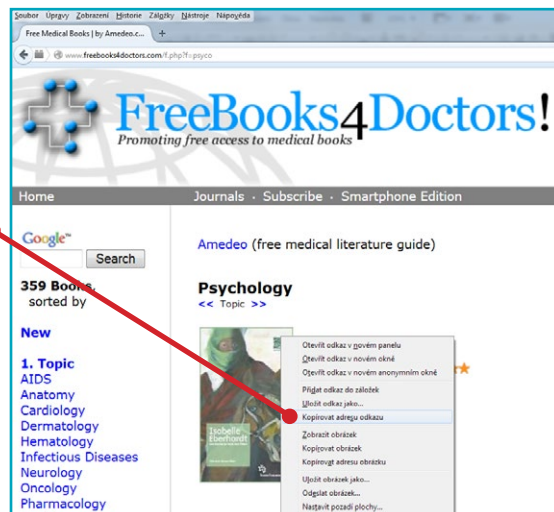 Soubor Úpravy Zobrazení Historie Záložky Nástroje Nápověda
Free Medical Books | by Amedeo.c...
www.freebooks4doctors.com/f.php?f=psyco
FreeBooks4Doctors!
Promoting free access to medical books
Home Journals · Subscribe · Smartphone Edition
Google™
Search
359 Books,
sorted by
New
1. Topic
AIDS
Anatomy
Cardiology
Dermatology
Hematology
Infectious Diseases
Neurology
Oncology
Pharmacology
Amedeo (free medical literature guide)
Psychology
<< Topic >>
Isabelle
Eberhardt
Otevřít odkaz v novém panelu
Otevřít odkaz v novém okně
Otevřít odkaz v novém anonymním okně
Přidat odkaz do záložek
Uložit odkaz jako...
Kopírovat adresu odkazu
Zobrazit obrázek
Kopírovat obrázek
Kopírovat adresu obrázku
Uložit obrázek jako...
Odeslat obrázek...
Nastavit pozadí plochy...